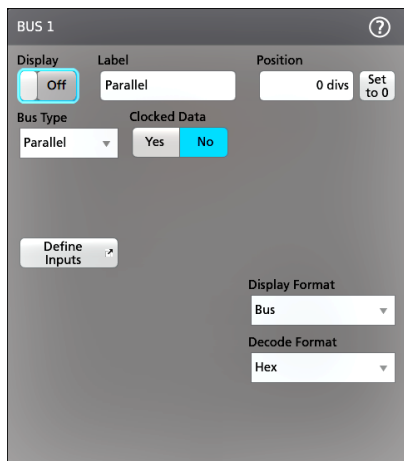 BUS 1
?
Display Label Position
Off Parallel 0 divs Set to 0
Bus Type Clocked Data
Parallel Yes No
Define
Inputs
Display Format
Bus
Decode Format
Hex